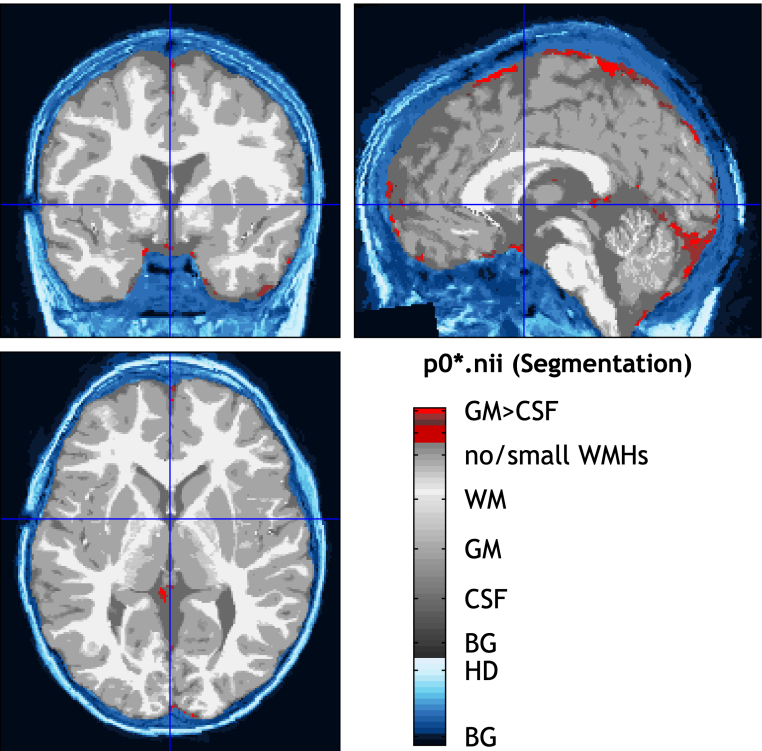 p0*.nii (Segmentation)
GM>CSF
no/small WMHs
WM
GM
CSF
BG
HD
BG